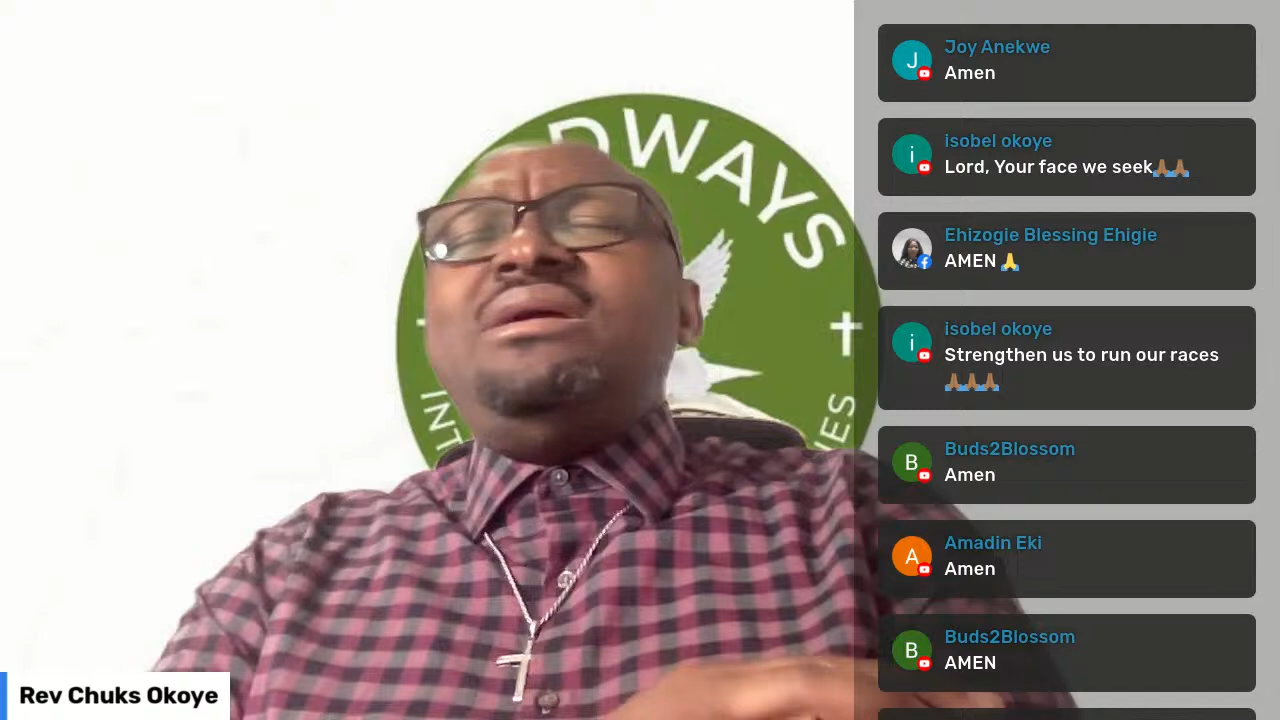 DWAYS
INT
IES
Rev Chuks Okoye
Joy Anekwe
Amen
isobel okoye
Lord, Your face we seek🙏🏾🙏🏾
Ehizogie Blessing Ehigie
AMEN 🙏
isobel okoye
Strengthen us to run our races
🙏🏾🙏🏾🙏🏾
Buds2Blossom
Amen
Amadin Eki
Amen
Buds2Blossom
AMEN